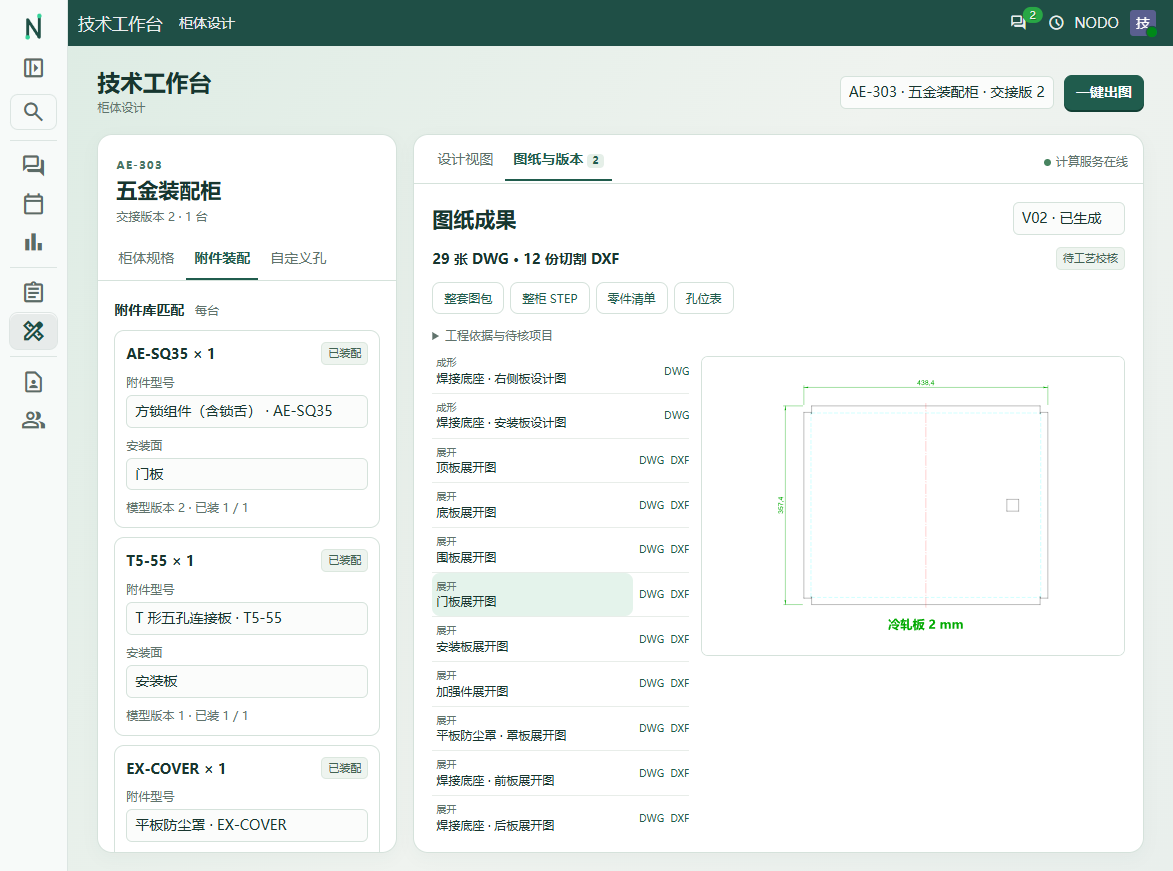 技术工作台 柜体设计
2
NODO 技
技术工作台
柜体设计
AE-303 · 五金装配柜 · 交接版 2
一键出图
AE-303
五金装配柜
交接版本 2 · 1 台
柜体规格 附件装配 自定义孔
附件库匹配 每台
AE-SQ35 × 1 已装配
附件型号
方锁组件（含锁舌） · AE-SQ35
安装面
门板
模型版本 2 · 已装 1 / 1
T5-55 × 1 已装配
附件型号
T 形五孔连接板 · T5-55
安装面
安装板
模型版本 1 · 已装 1 / 1
EX-COVER × 1 已装配
附件型号
平板防尘罩 · EX-COVER
设计视图 图纸与版本 2
计算服务在线
图纸成果
V02 · 已生成
29 张 DWG • 12 份切割 DXF
待工艺校核
整套图包 整柜 STEP 零件清单 孔位表
工程依据与待核项目
成形
焊接底座 · 右侧板设计图 DWG
成形
焊接底座 · 安装板设计图 DWG
展开
顶板展开图 DWG DXF
展开
底板展开图 DWG DXF
展开
围板展开图 DWG DXF
展开
门板展开图 DWG DXF
展开
安装板展开图 DWG DXF
展开
加强件展开图 DWG DXF
展开
平板防尘罩 · 罩板展开图 DWG DXF
展开
焊接底座 · 前板展开图 DWG DXF
展开
焊接底座 · 后板展开图 DWG DXF
438.4
367.4
冷轧板 2 mm